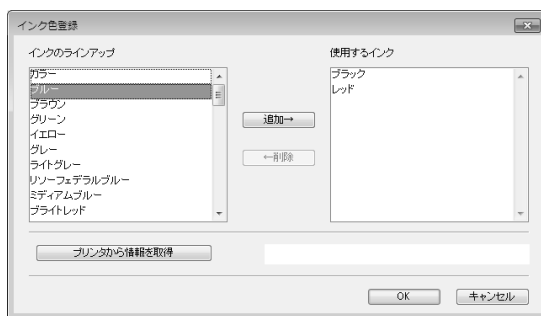 インク色登録
インクのラインアップ
使用するインク
カラー
ブルー
ブラウン
グリーン
イエロー
グレー
ライトグレー
リソーフェデラルブルー
ミディアムブルー
ブライトレッド
追加→
←削除
ブラック
レッド
プリンタから情報を取得
OK
キャンセル